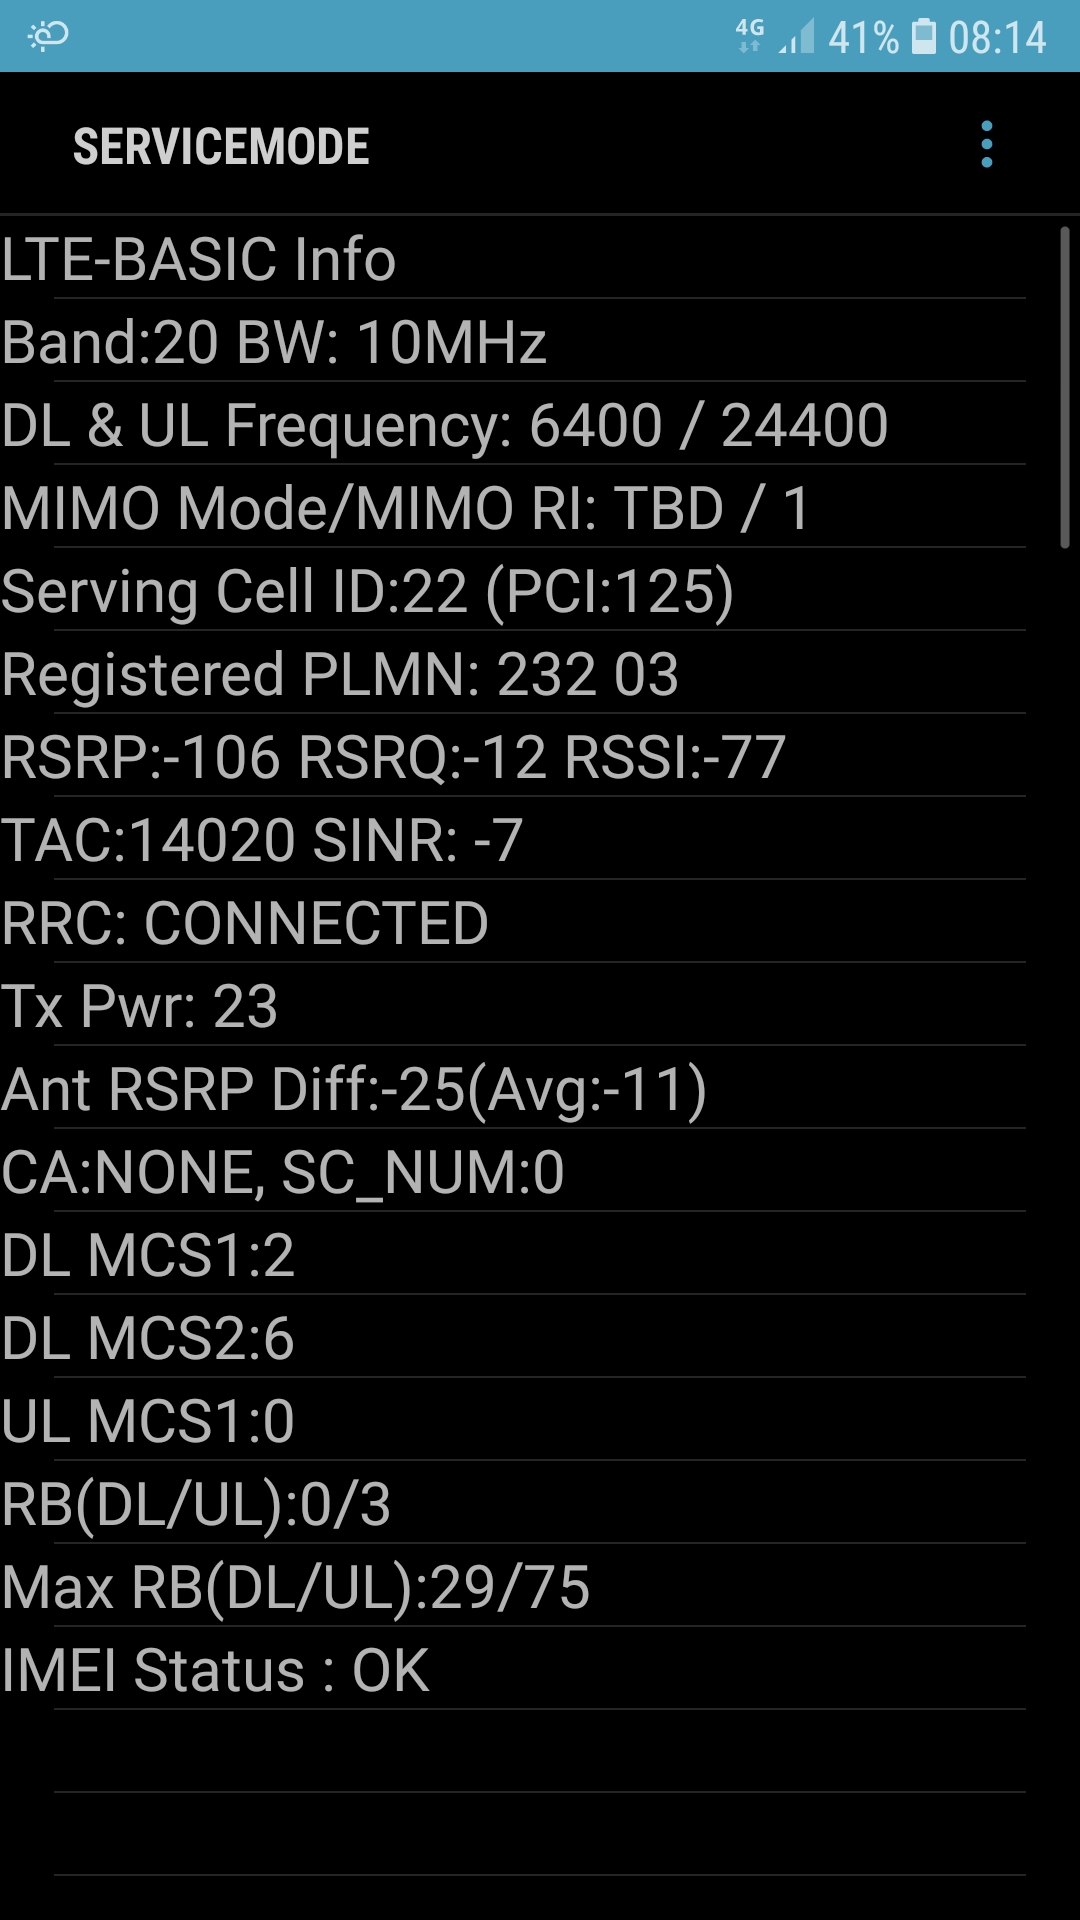 4G 41% 08:14
SERVICEMODE
LTE-BASIC Info
Band:20 BW: 10MHz
DL & UL Frequency: 6400 / 24400
MIMO Mode/MIMO RI: TBD / 1
Serving Cell ID:22 (PCI:125)
Registered PLMN: 232 03
RSRP:-106 RSRQ:-12 RSSI:-77
TAC:14020 SINR: -7
RRC: CONNECTED
Tx Pwr: 23
Ant RSRP Diff:-25(Avg:-11)
CA:NONE, SC_NUM:0
DL MCS1:2
DL MCS2:6
UL MCS1:0
RB(DL/UL):0/3
Max RB(DL/UL):29/75
IMEI Status : OK